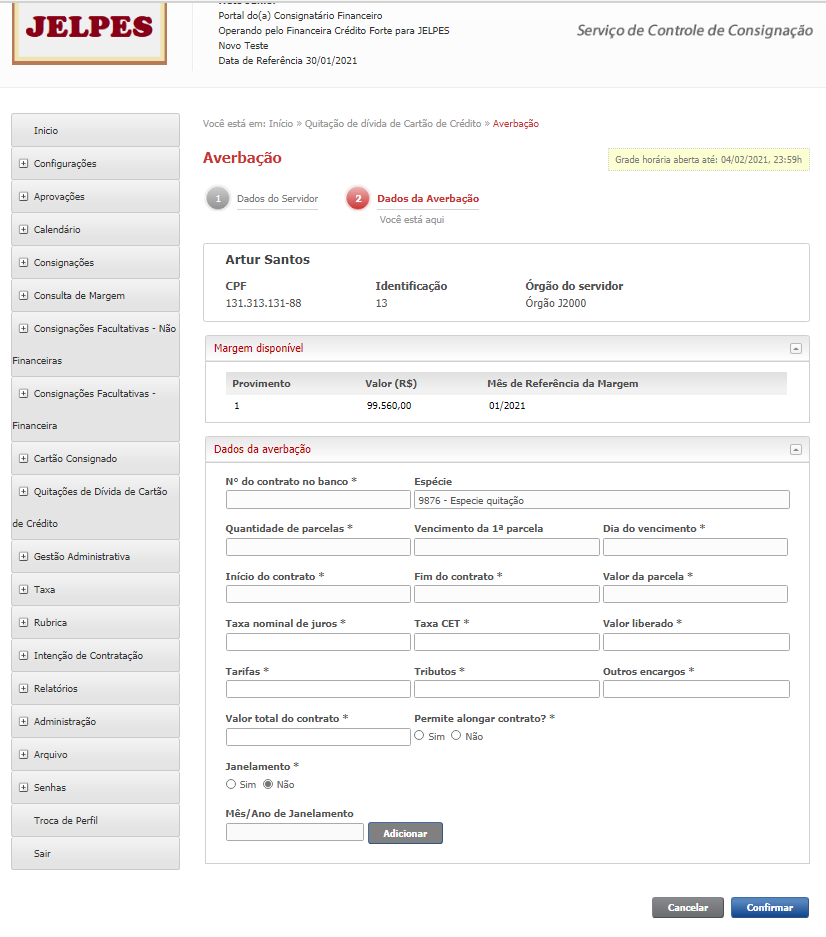 JELPES
Portal do(a) Consignatário Financeiro
Operando pelo Financeira Crédito Forte para JELPES
Novo Teste
Data de Referência 30/01/2021
Serviço de Controle de Consignação
Inicio
Configurações
Aprovações
Calendário
Consignações
Consulta de Margem
Consignações Facultativas - Não
Financeiras
Consignações Facultativas -
Financeira
Cartão Consignado
Quitações de Dívida de Cartão
de Crédito
Gestão Administrativa
Taxa
Rubrica
Intenção de Contratação
Relatórios
Administração
Arquivo
Senhas
Troca de Perfil
Sair
Você está em: Início » Quitação de dívida de Cartão de Crédito » Averbação
Averbação
Grade horária aberta até: 04/02/2021, 23:59h
1 Dados do Servidor
2 Dados da Averbação
Você está aqui
Artur Santos
CPF Identificação Órgão do servidor
131.313.131-88 13 Órgão J2000
Margem disponível
Provimento Valor (R$) Mês de Referência da Margem
1 99.560,00 01/2021
Dados da averbação
N° do contrato no banco * Espécie
9876 - Especie quitação
Quantidade de parcelas * Vencimento da 1ª parcela Dia do vencimento *
Início do contrato * Fim do contrato * Valor da parcela *
Taxa nominal de juros * Taxa CET * Valor liberado *
Tarifas * Tributos * Outros encargos *
Valor total do contrato * Permite alongar contrato? *
Sim Não
Janelamento *
Sim Não
Mês/Ano de Janelamento
Adicionar
Cancelar Confirmar